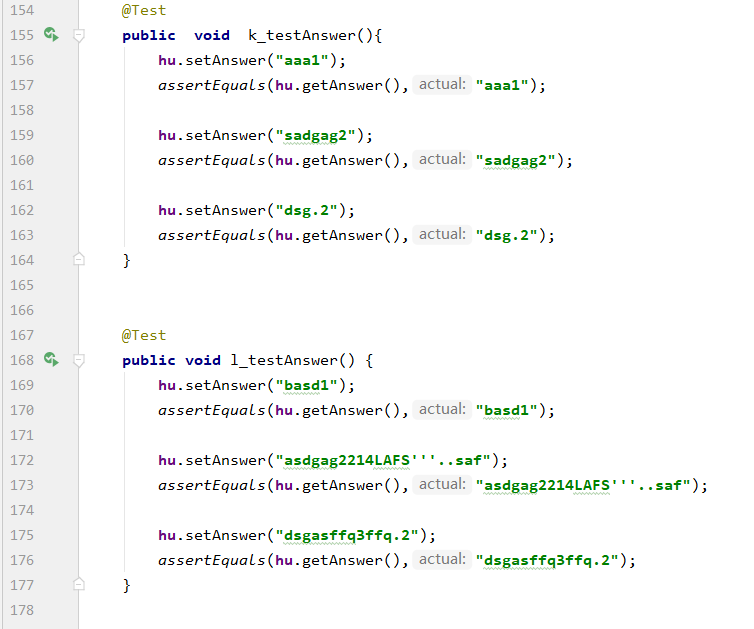 154 @Test
155 public void k_testAnswer(){
156 hu.setAnswer("aaa1");
157 assertEquals(hu.getAnswer(), actual: "aaa1");
158
159 hu.setAnswer("sadgag2");
160 assertEquals(hu.getAnswer(), actual: "sadgag2");
161
162 hu.setAnswer("dsg.2");
163 assertEquals(hu.getAnswer(), actual: "dsg.2");
164 }
165
166
167 @Test
168 public void l_testAnswer() {
169 hu.setAnswer("basd1");
170 assertEquals(hu.getAnswer(), actual: "basd1");
171
172 hu.setAnswer("asdgag2214LAFS'''..saf");
173 assertEquals(hu.getAnswer(), actual: "asdgag2214LAFS'''..saf");
174
175 hu.setAnswer("dsgasffq3ffq.2");
176 assertEquals(hu.getAnswer(), actual: "dsgasffq3ffq.2");
177 }
178